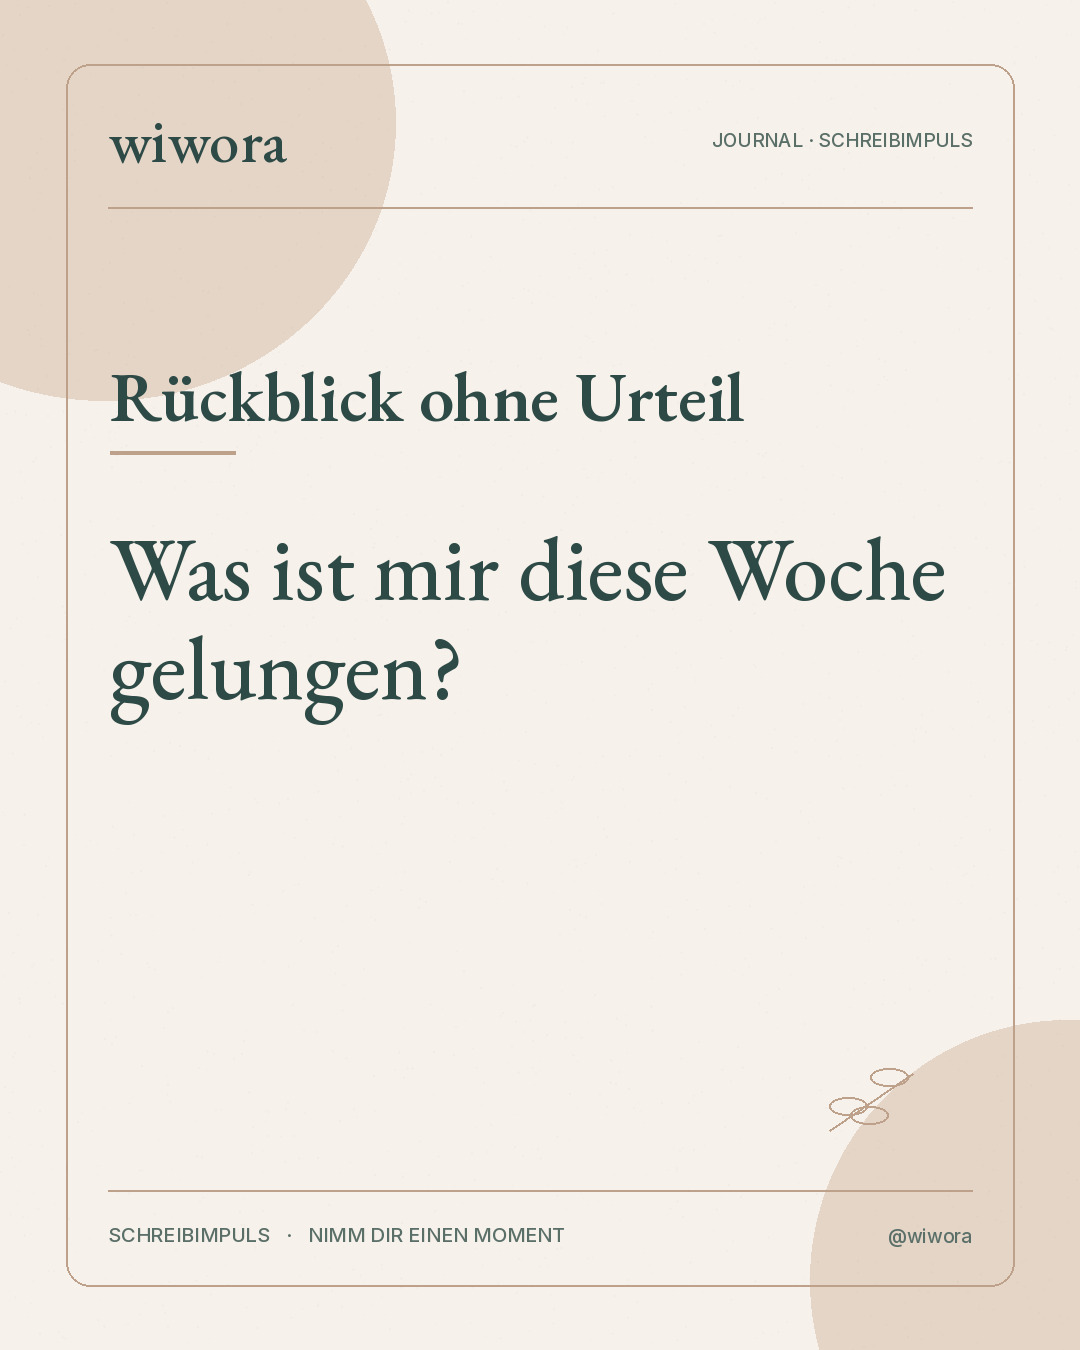 wiwora
JOURNAL · SCHREIBIMPULS
Rückblick ohne Urteil
Was ist mir diese Woche
gelungen?
SCHREIBIMPULS · NIMM DIR EINEN MOMENT
@wiwora